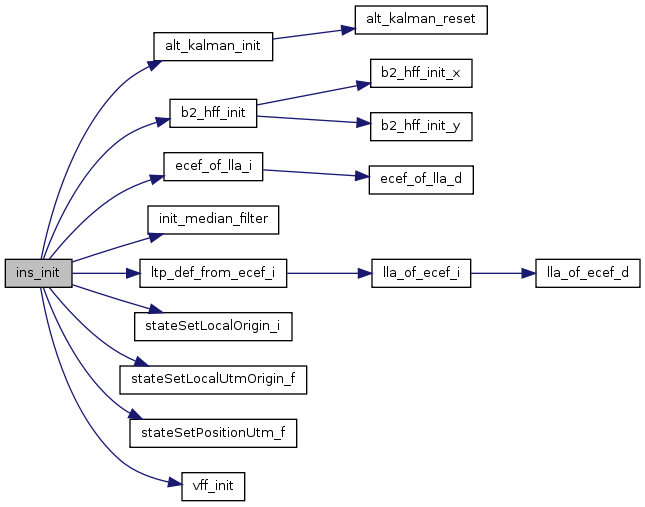 alt_kalman_reset
alt_kalman_init
b2_hff_init_x
b2_hff_init
b2_hff_init_y
ecef_of_lla_i
ecef_of_lla_d
init_median_filter
ins_init
ltp_def_from_ecef_i
lla_of_ecef_i
lla_of_ecef_d
stateSetLocalOrigin_i
stateSetLocalUtmOrigin_f
stateSetPositionUtm_f
vff_init